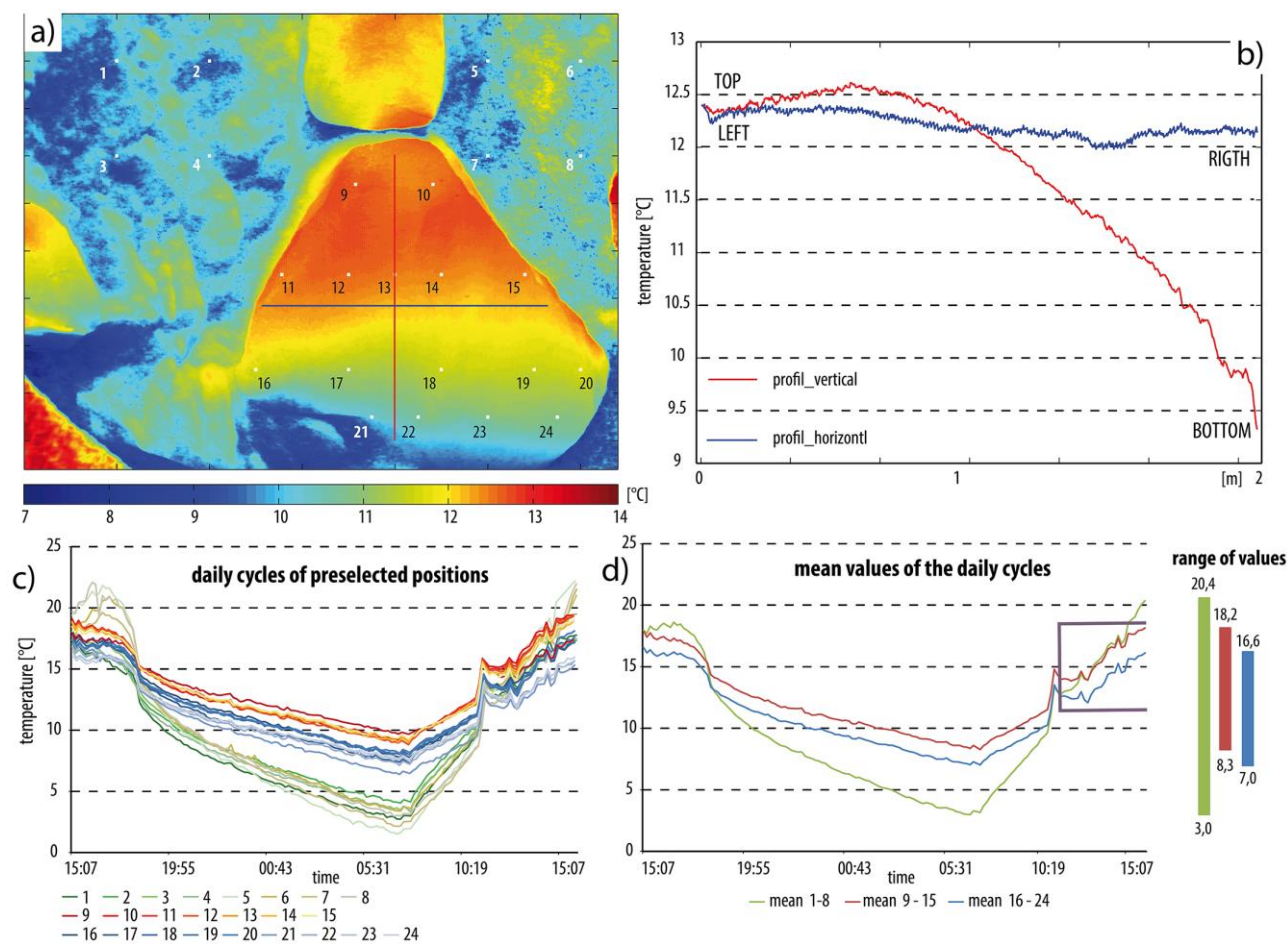 a)
1 2 5 6
3 4 7 8
9 10
11 12 13 14 15
16 17 18 19 20
21 22 23 24
[°C]
7 8 9 10 11 12 13 14
b)
13
12.5
12
11.5
11
10.5
10
9.5
9
temperature [°C]
TOP
LEFT
RIGTH
BOTTOM
profil_vertical
profil_horizontl
0 1 [m] 2
c)
daily cycles of preselected positions
25
20
15
10
5
0
temperature [°C]
15:07 19:55 00:43 05:31 10:19 15:07
time
1 2 3 4 5 6 7 8
9 10 11 12 13 14 15
16 17 18 19 20 21 22 23 24
d)
mean values of the daily cycles
25
20
15
10
5
0
15:07 19:55 00:43 05:31 10:19 15:07
time
mean 1-8 mean 9 - 15 mean 16 - 24
range of values
20,4
18,2
16,6
8,3
7,0
3,0